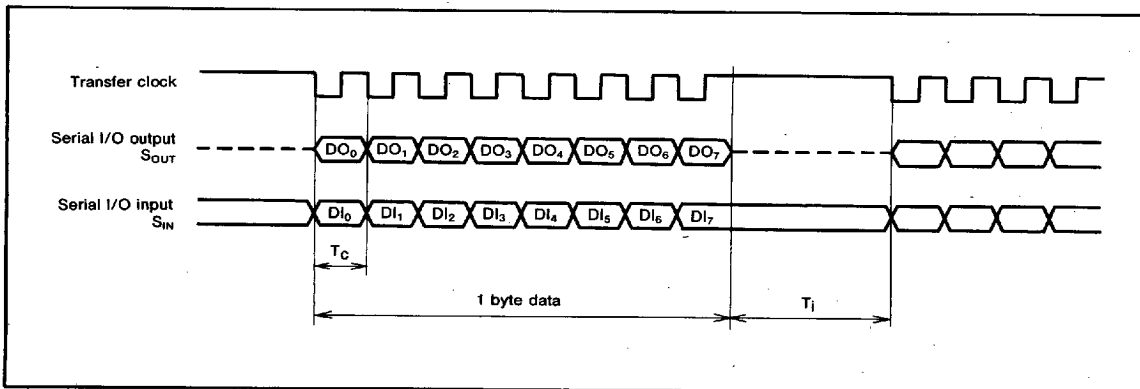 Transfer clock
Serial I/O output
SOUT
DO0 DO1 DO2 DO3 DO4 DO5 DO6 DO7
Serial I/O input
SIN
DI0 DI1 DI2 DI3 DI4 DI5 DI6 DI7
TC
1 byte data
Ti